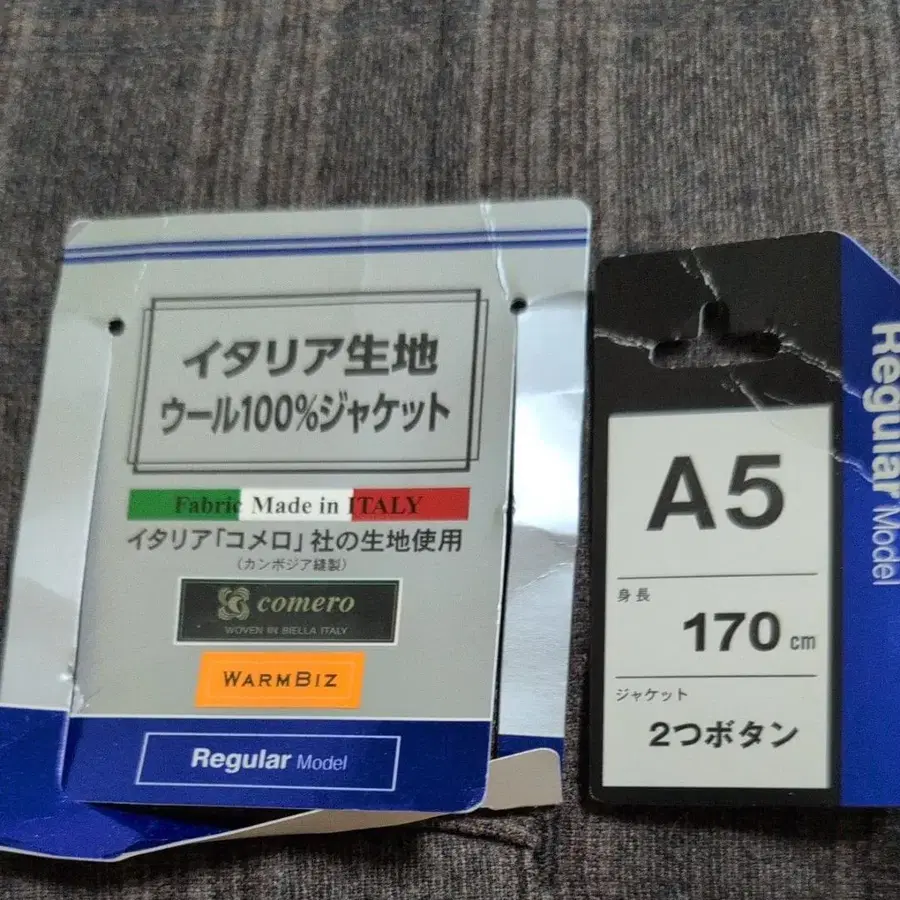 イタリア生地
ウール100%ジャケット
Fabric Made in ITALY
イタリア「コメロ」社の生地使用
(カンボジア縫製)
comero
WOVEN IN BIELLA ITALY
WARMBIZ
Regular Model
A5
身長
170cm
ジャケット
2つボタン
Regular Model